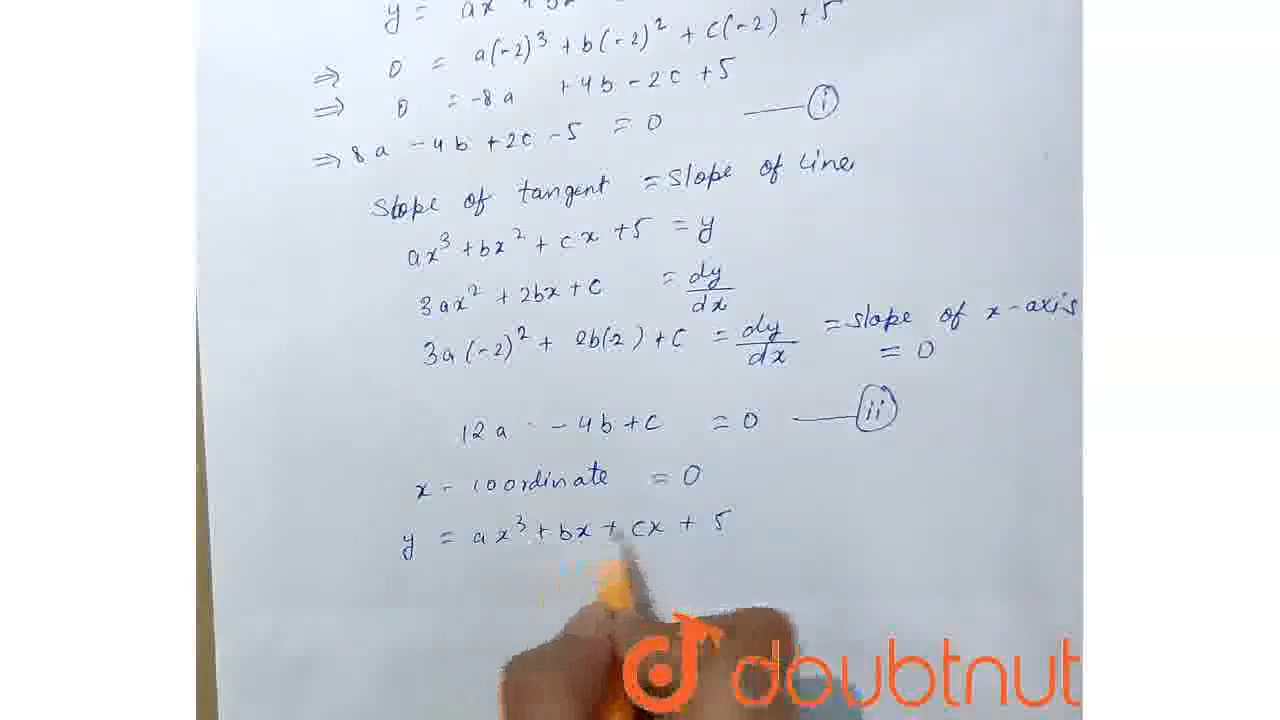 y = ax
⇒ 0 = a(-2)³ + b(-2)² + c(-2) + 5
⇒ 0 = -8a + 4b - 2c + 5
⇒ 8a - 4b + 2c - 5 = 0 —— (i)
Slope of tangent = Slope of Line
ax³ + bx² + cx + 5 = y
3ax² + 2bx + c = dy/dx
3a(-2)² + 2b(-2) + c = dy/dx = slope of x-axis
= 0
12a - 4b + c = 0 —— (ii)
x - coordinate = 0
y = ax³ + bx + cx + 5
doubtnut